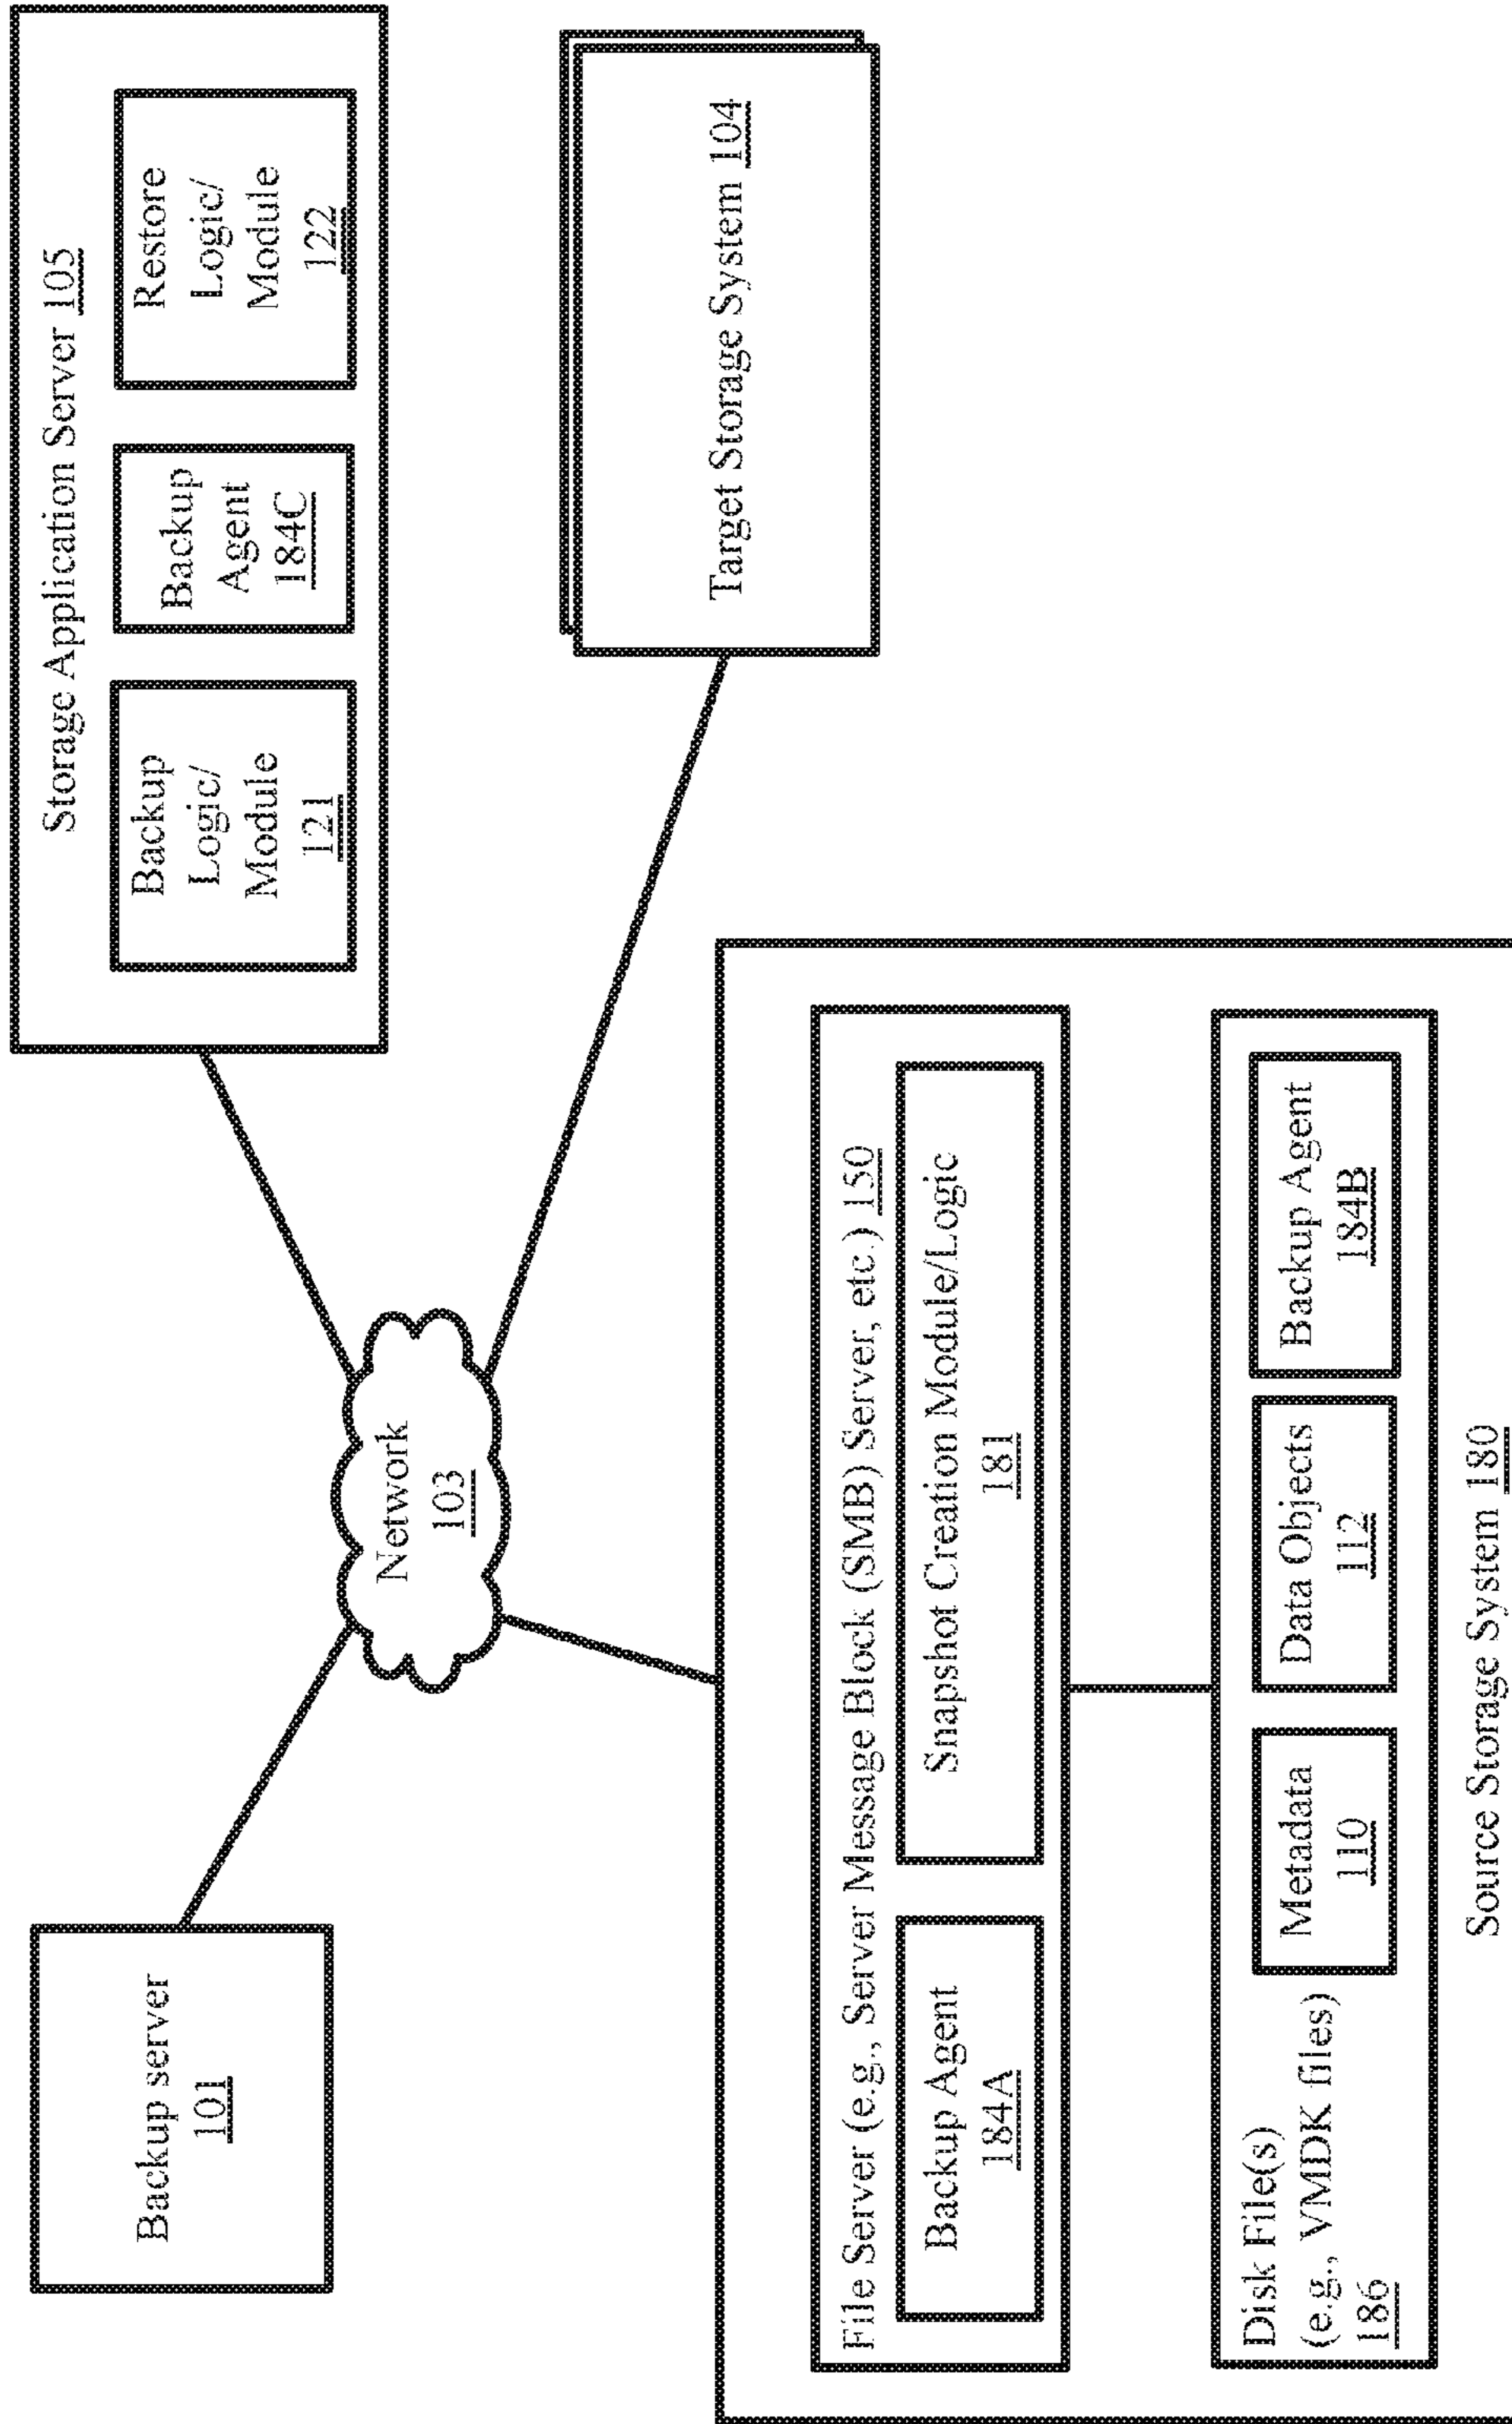 Backup server
101
Network
103
Storage Application Server 105
Backup
Logic/
Module
121
Backup
Agent
184C
Restore
Logic/
Module
122
Target Storage System 104
File Server (e.g., Server Message Block (SMB) Server, etc.) 150
Backup Agent
184A
Snapshot Creation Module/Logic
181
Disk File(s)
(e.g., VMDK files)
186
Metadata
110
Data Objects
112
Backup Agent
184B
Source Storage System 180